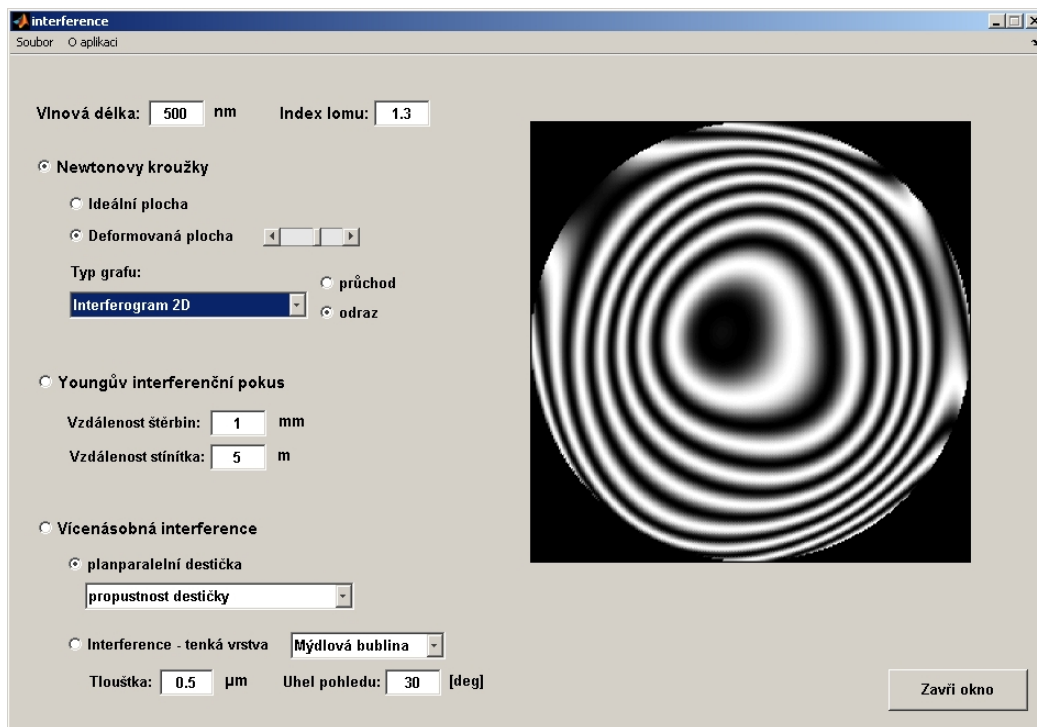 interference
Soubor O aplikaci
Vlnová délka: 500 nm Index lomu: 1.3
Newtonovy kroužky
Ideální plocha
Deformovaná plocha
Typ grafu:
průchod
Interferogram 2D
odraz
Youngův interferenční pokus
Vzdálenost štěrbin: 1 mm
Vzdálenost stínítka: 5 m
Vícenásobná interference
planparalelní destička
propustnost destičky
Interference - tenká vrstva Mýdlová bublina
Tlouštka: 0.5 µm Uhel pohledu: 30 [deg]
Zavři okno